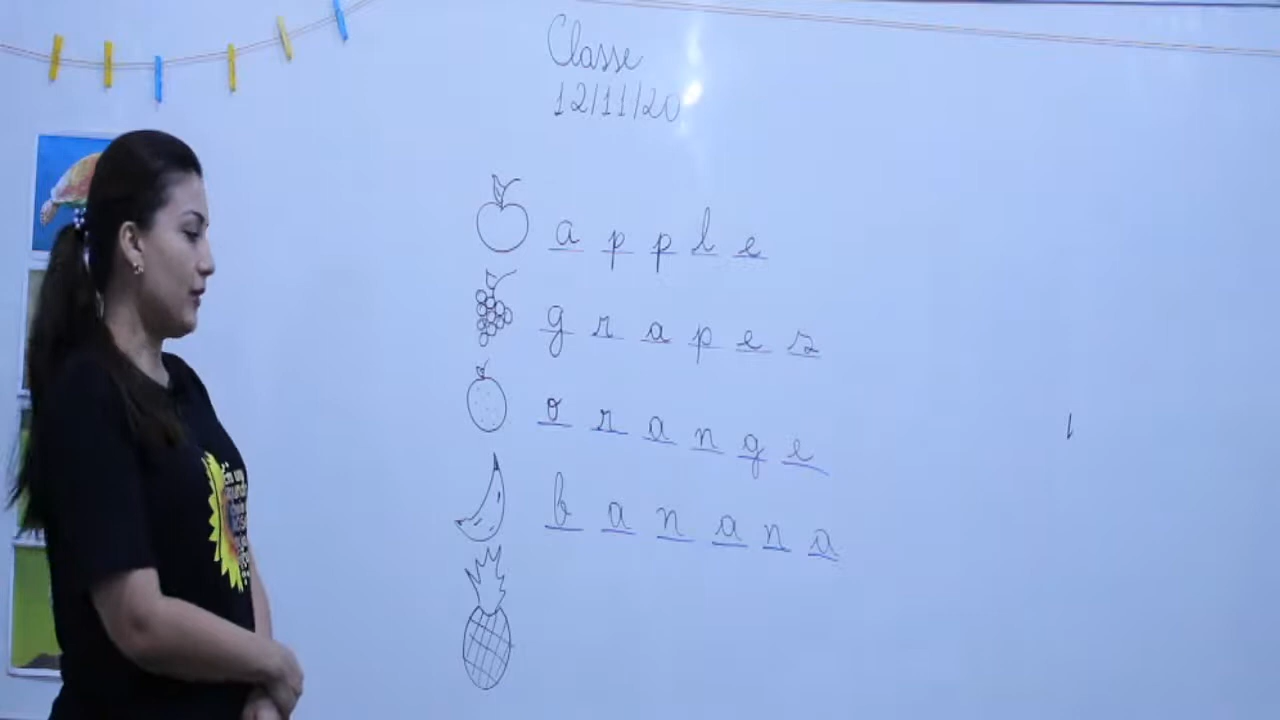 Classe
12/11/20
a p p l e
g r a p e s
o r a n g e
b a n a n a